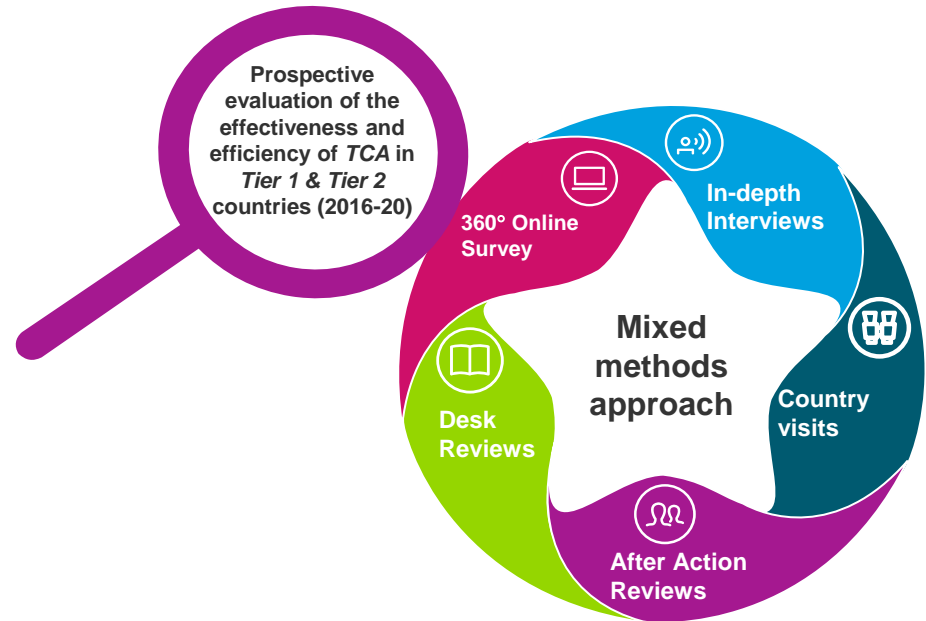 Prospective
evaluation of the
effectiveness and
efficiency of TCA in
Tier 1 & Tier 2
countries (2016-20)
360° Online
Survey
In-depth
Interviews
Mixed
methods
approach
Country
visits
Desk
Reviews
After Action
Reviews